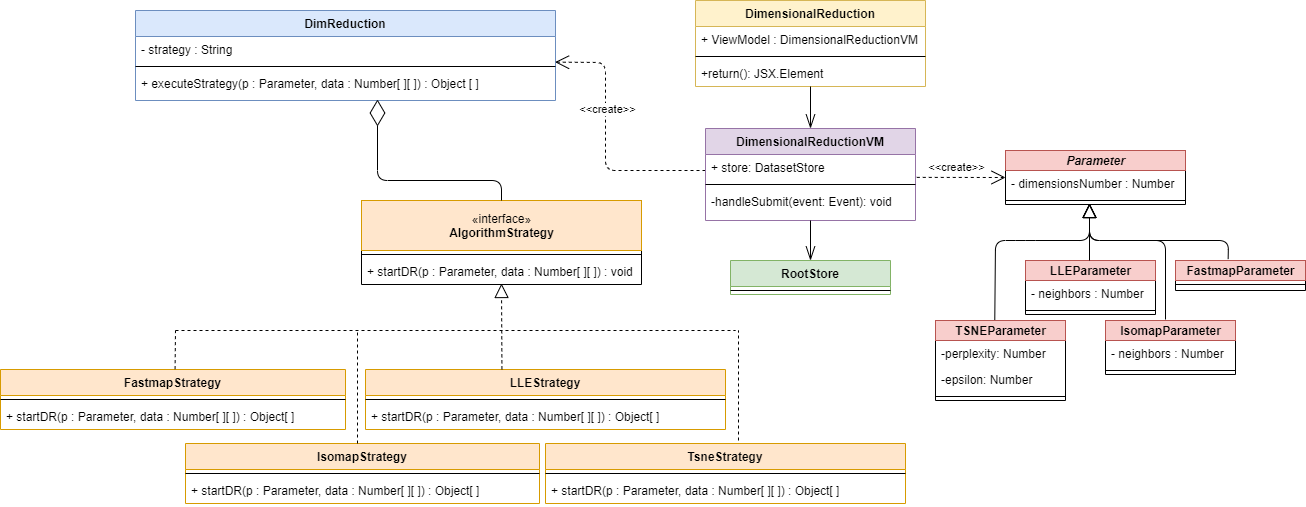 DimReduction
- strategy : String
+ executeStrategy(p : Parameter, data : Number[ ][ ]) : Object [ ]
DimensionalReduction
+ ViewModel : DimensionalReductionVM
+return(): JSX.Element
<<create>>
DimensionalReductionVM
+ store: DatasetStore
-handleSubmit(event: Event): void
<<create>>
Parameter
- dimensionsNumber : Number
«interface»
AlgorithmStrategy
+ startDR(p : Parameter, data : Number[ ][ ]) : void
RootStore
LLEParameter
- neighbors : Number
FastmapParameter
TSNEParameter
-perplexity: Number
-epsilon: Number
IsomapParameter
- neighbors : Number
FastmapStrategy
+ startDR(p : Parameter, data : Number[ ][ ]) : Object[ ]
LLEStrategy
+ startDR(p : Parameter, data : Number[ ][ ]) : Object[ ]
IsomapStrategy
+ startDR(p : Parameter, data : Number[ ][ ]) : Object[ ]
TsneStrategy
+ startDR(p : Parameter, data : Number[ ][ ]) : Object[ ]